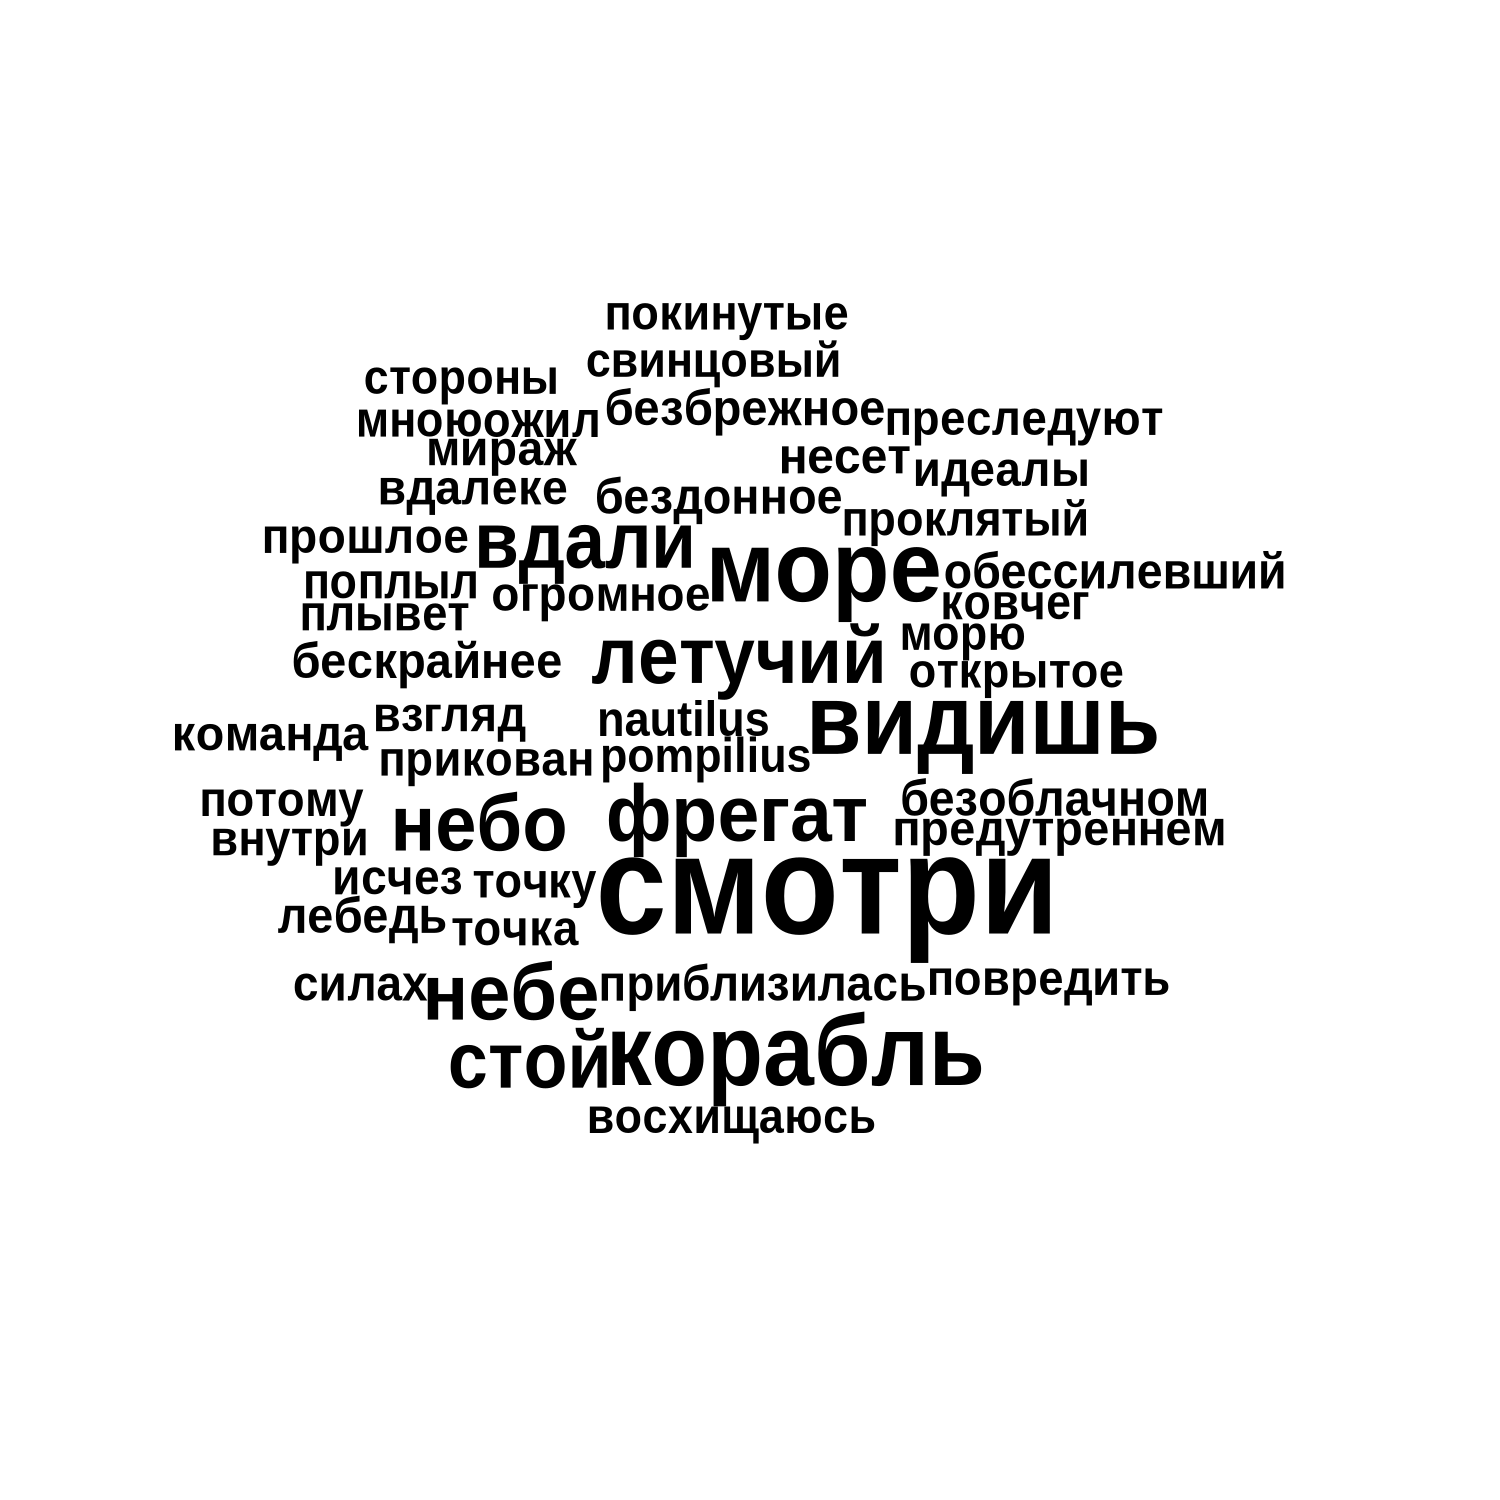 покинутые
свинцовый
стороны
мноюожил
безбрежное
преследуют
мираж
несет
идеалы
вдалеке
бездонное
проклятый
прошлое
вдали
море
обессилевший
поплыл
огромное
ковчег
плывет
морю
бескрайнее
летучий
открытое
взгляд
nautilus
видишь
команда
прикован
pompilius
потому
небо
фрегат
безоблачном
внутри
предутреннем
исчез
точку
смотри
лебедь
точка
силах
небе
приблизилась
повредить
стой
корабль
восхищаюсь